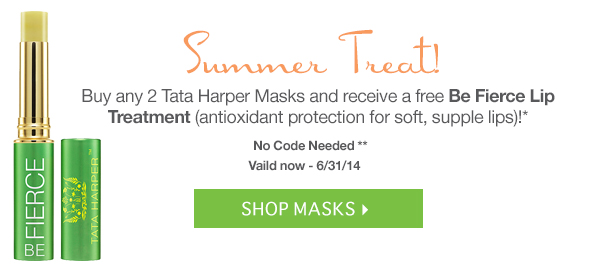 Summer Treat!
Buy any 2 Tata Harper Masks and receive a free Be Fierce Lip
Treatment (antioxidant protection for soft, supple lips)!*
No Code Needed **
Vaild now - 6/31/14
SHOP MASKS
BE FIERCE
TATA HARPER™